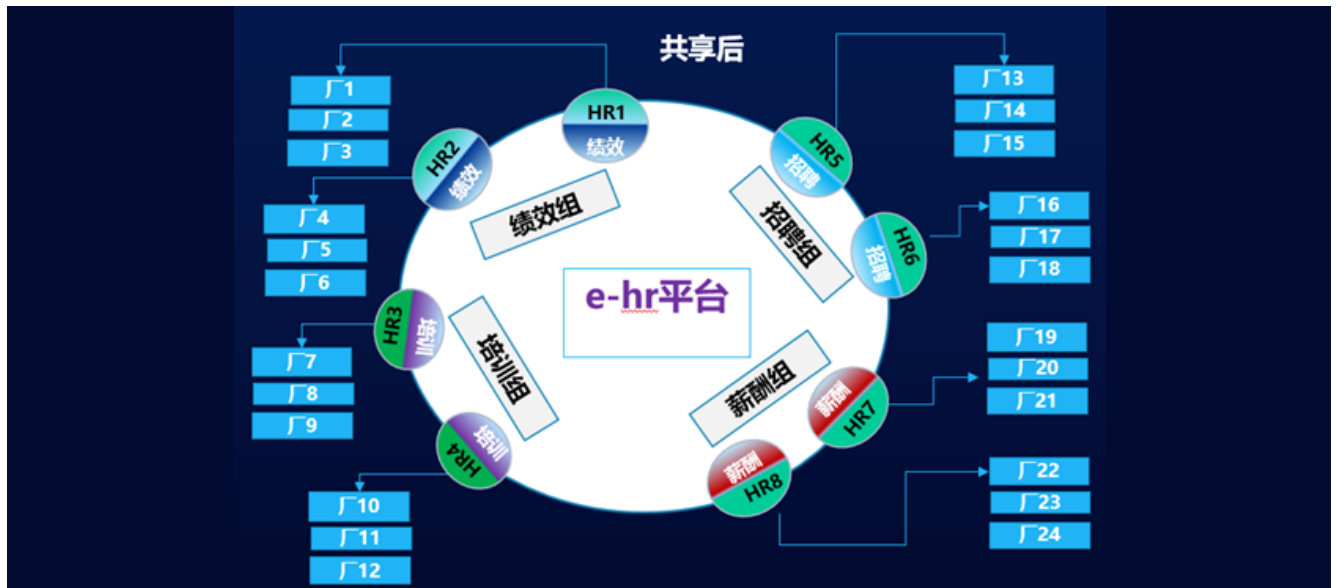 共享后
厂1
厂2
厂3
厂4
厂5
厂6
厂7
厂8
厂9
厂10
厂11
厂12
HR1
绩效
HR2
绩效
HR3
培训
HR4
培训
绩效组
培训组
e-hr平台
招聘组
薪酬组
HR5
招聘
HR6
招聘
薪酬
HR7
薪酬
HR8
厂13
厂14
厂15
厂16
厂17
厂18
厂19
厂20
厂21
厂22
厂23
厂24